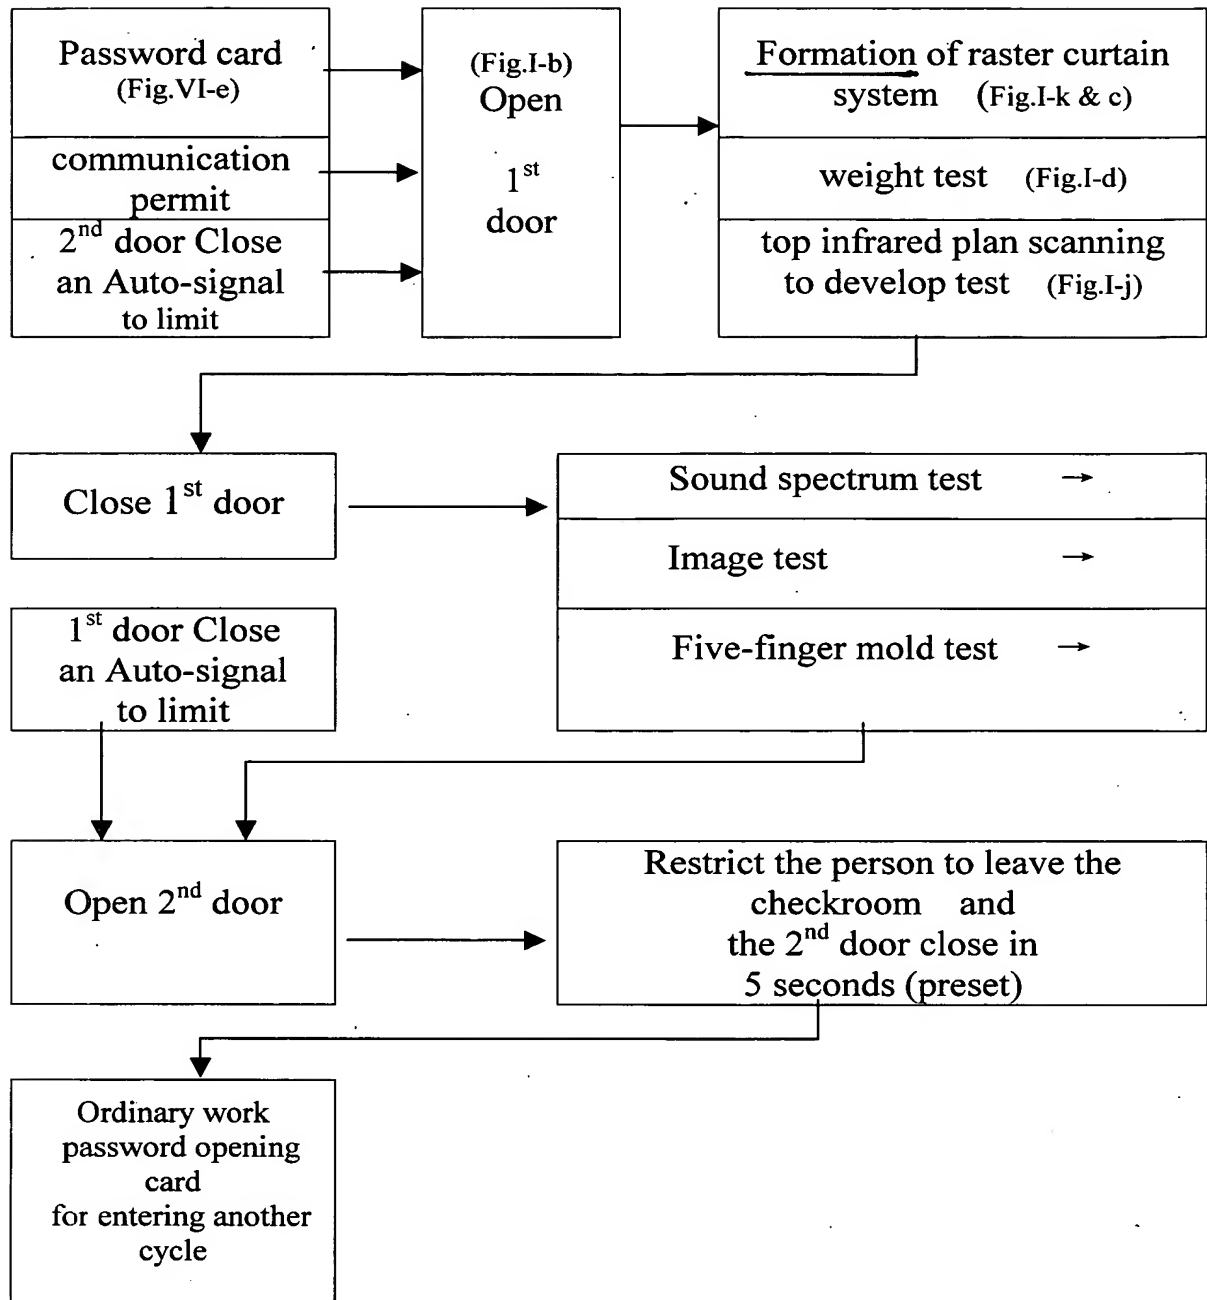 Password card
(Fig.VI-e)
communication
permit
2nd door Close
an Auto-signal
to limit
(Fig.I-b)
Open
1st
door
Formation of raster curtain
system (Fig.I-k & c)
weight test (Fig.I-d)
top infrared plan scanning
to develop test (Fig.I-j)
Close 1st door
Sound spectrum test →
Image test →
Five-finger mold test →
1st door Close
an Auto-signal
to limit
Open 2nd door
Restrict the person to leave the
checkroom and
the 2nd door close in
5 seconds (preset)
Ordinary work
password opening
card
for entering another
cycle